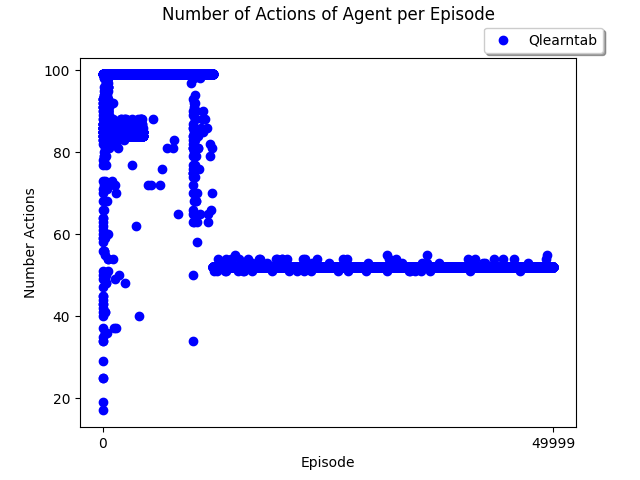 Number of Actions of Agent per Episode
Qlearntab
100
80
60
40
20
Number Actions
0
49999
Episode